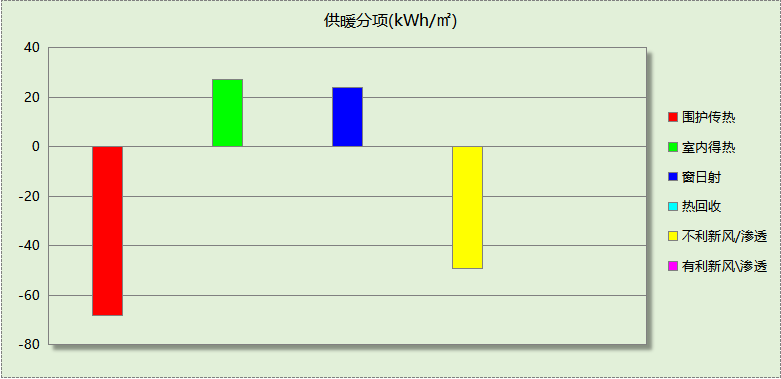 供暖分项(kWh/㎡)
40
20
0
-20
-40
-60
-80
围护传热
室内得热
窗日射
热回收
不利新风/渗透
有利新风\渗透